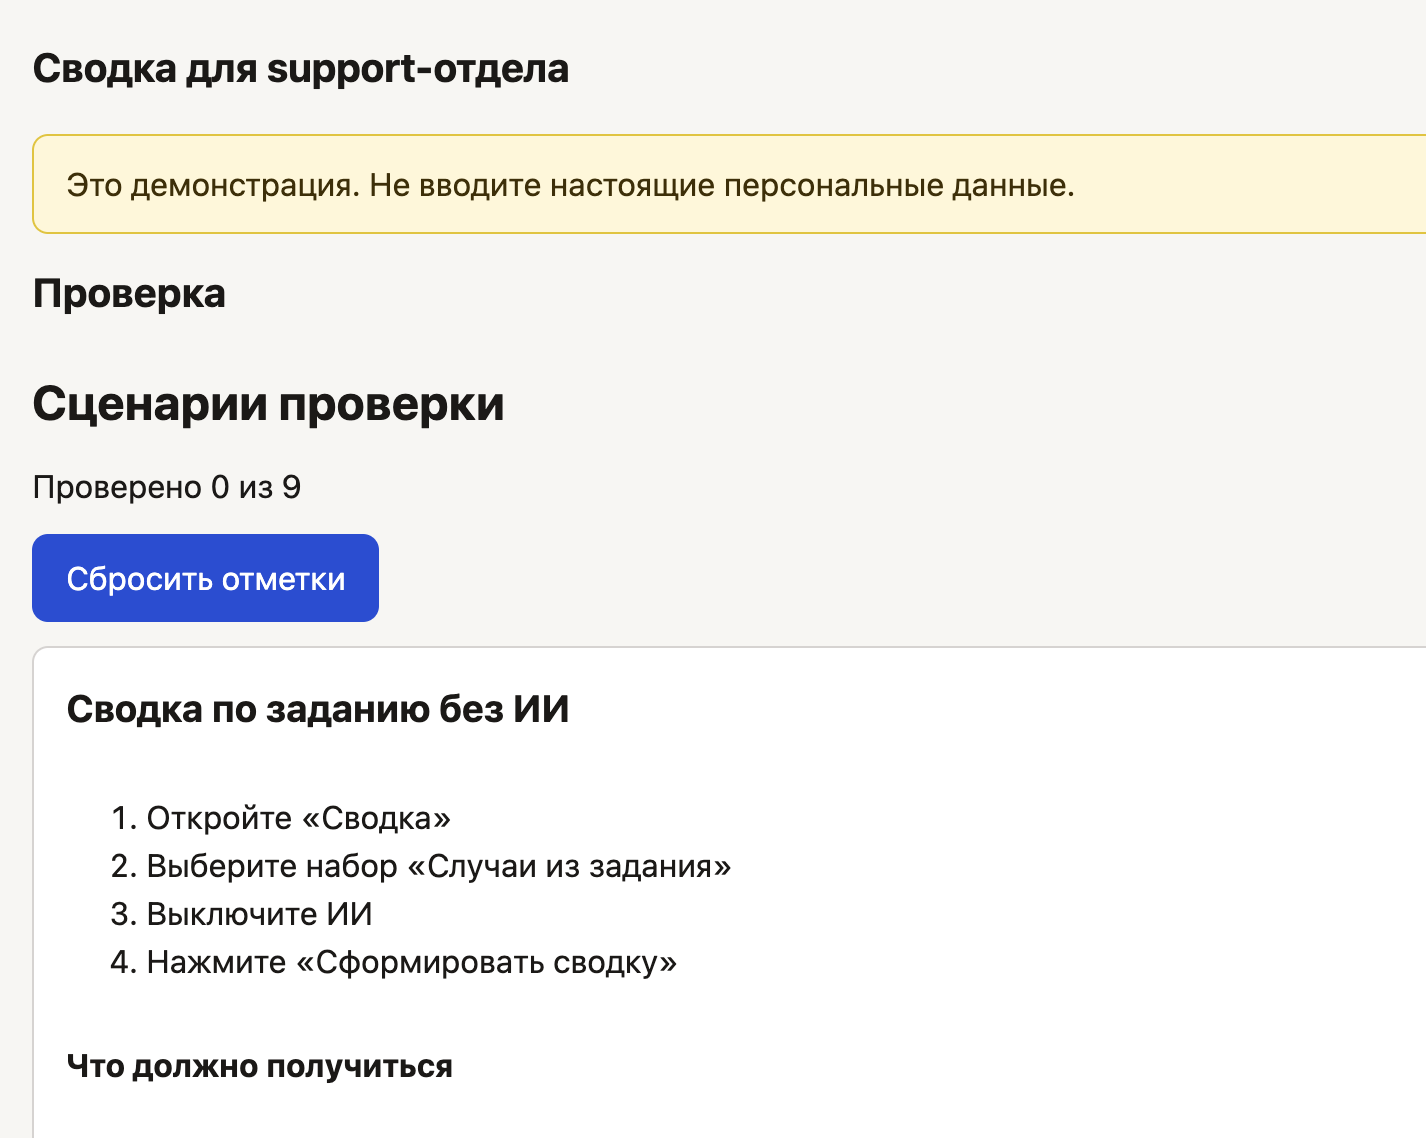 Сводка для support-отдела
Это демонстрация. Не вводите настоящие персональные данные.
Проверка
Сценарии проверки
Проверено 0 из 9
Сбросить отметки
Сводка по заданию без ИИ
1. Откройте «Сводка»
2. Выберите набор «Случаи из задания»
3. Выключите ИИ
4. Нажмите «Сформировать сводку»
Что должно получиться